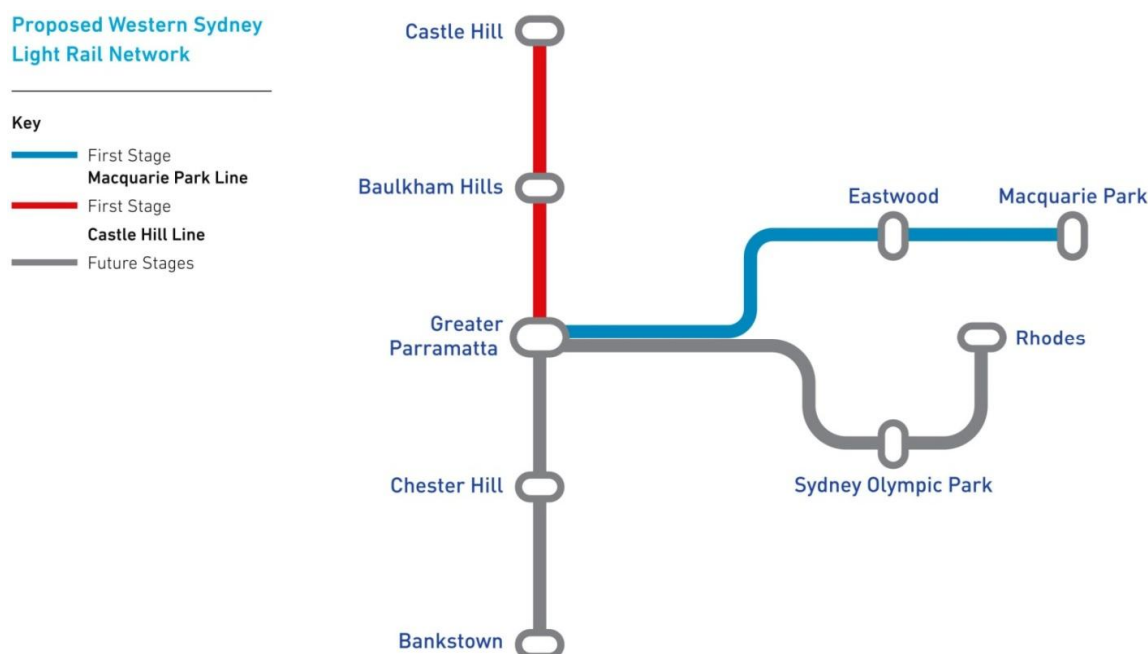 Proposed Western Sydney
Light Rail Network
Key
First Stage
Macquarie Park Line
First Stage
Castle Hill Line
Future Stages
Castle Hill
Baulkham Hills
Eastwood
Macquarie Park
Greater
Parramatta
Rhodes
Chester Hill
Sydney Olympic Park
Bankstown